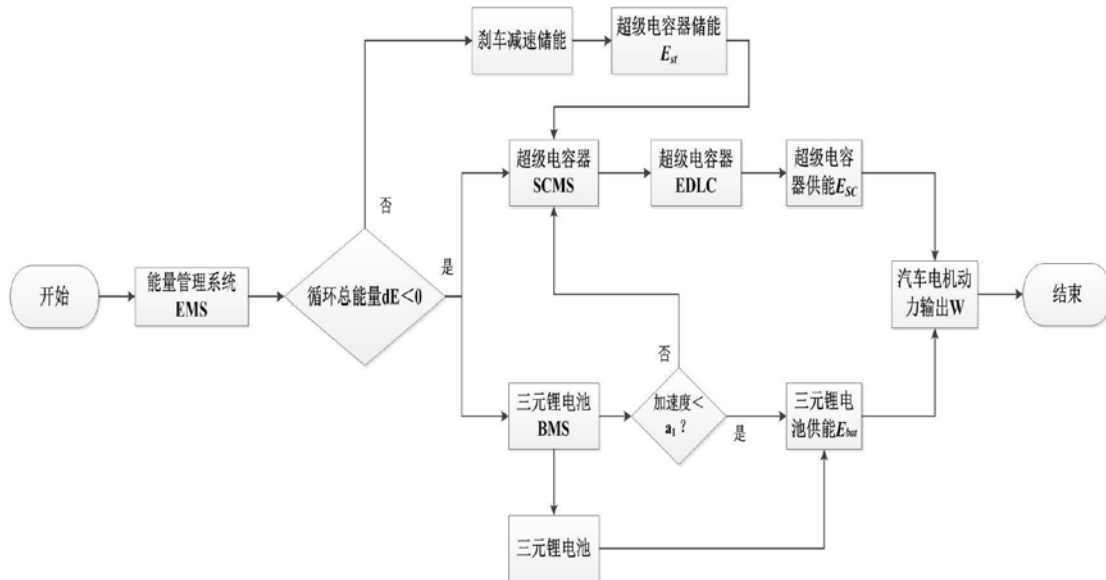 刹车减速储能
超级电容器储能
Est
超级电容器
SCMS
超级电容器
EDLC
超级电容
器供能ESC
否
是
开始
能量管理系统
EMS
循环总能量dE＜0
汽车电机动
力输出W
结束
否
三元锂电池
BMS
加速度＜
a1？
是
三元锂电
池供能Ebat
三元锂电池